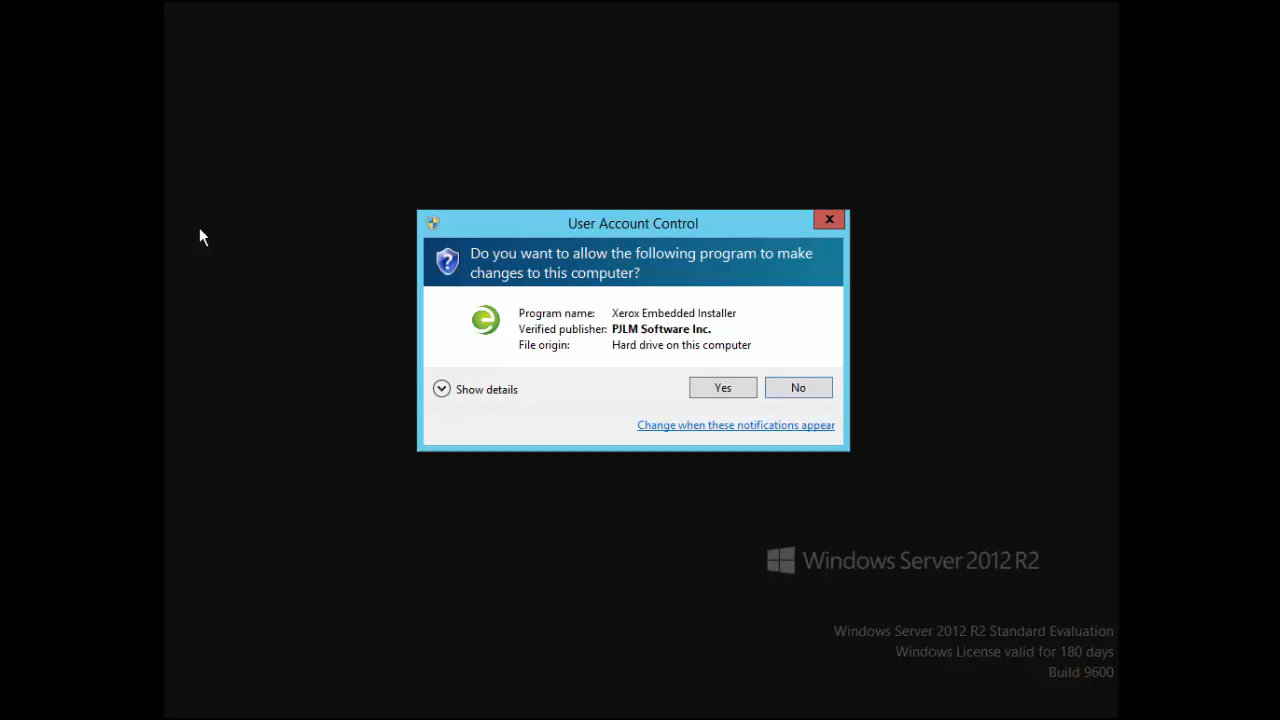 User Account Control
x
Do you want to allow the following program to make
changes to this computer?
Program name: Xerox Embedded Installer
Verified publisher: PJLM Software Inc.
File origin: Hard drive on this computer
Show details
Yes
No
Change when these notifications appear
Windows Server 2012 R2
Windows Server 2012 R2 Standard Evaluation
Windows License valid for 180 days
Build 9600